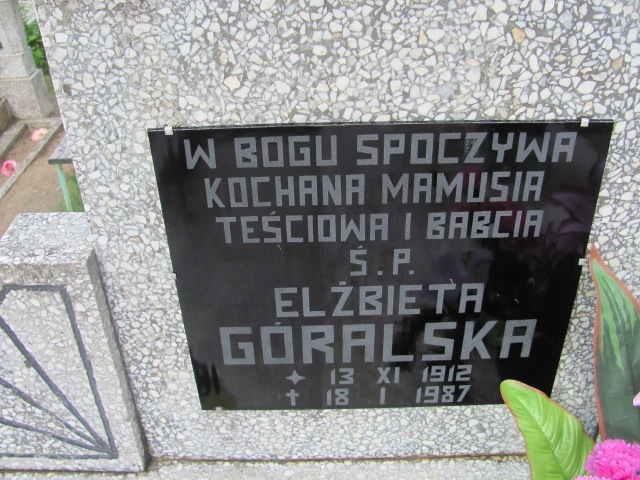 W BOGU SPOCZYWA
KOCHANA MAMUSIA
TEŚCIOWA I BABCIA
Ś.P.
ELŻBIETA
GÓRALSKA
✦ 13 XI 1912
† 18 I 1987